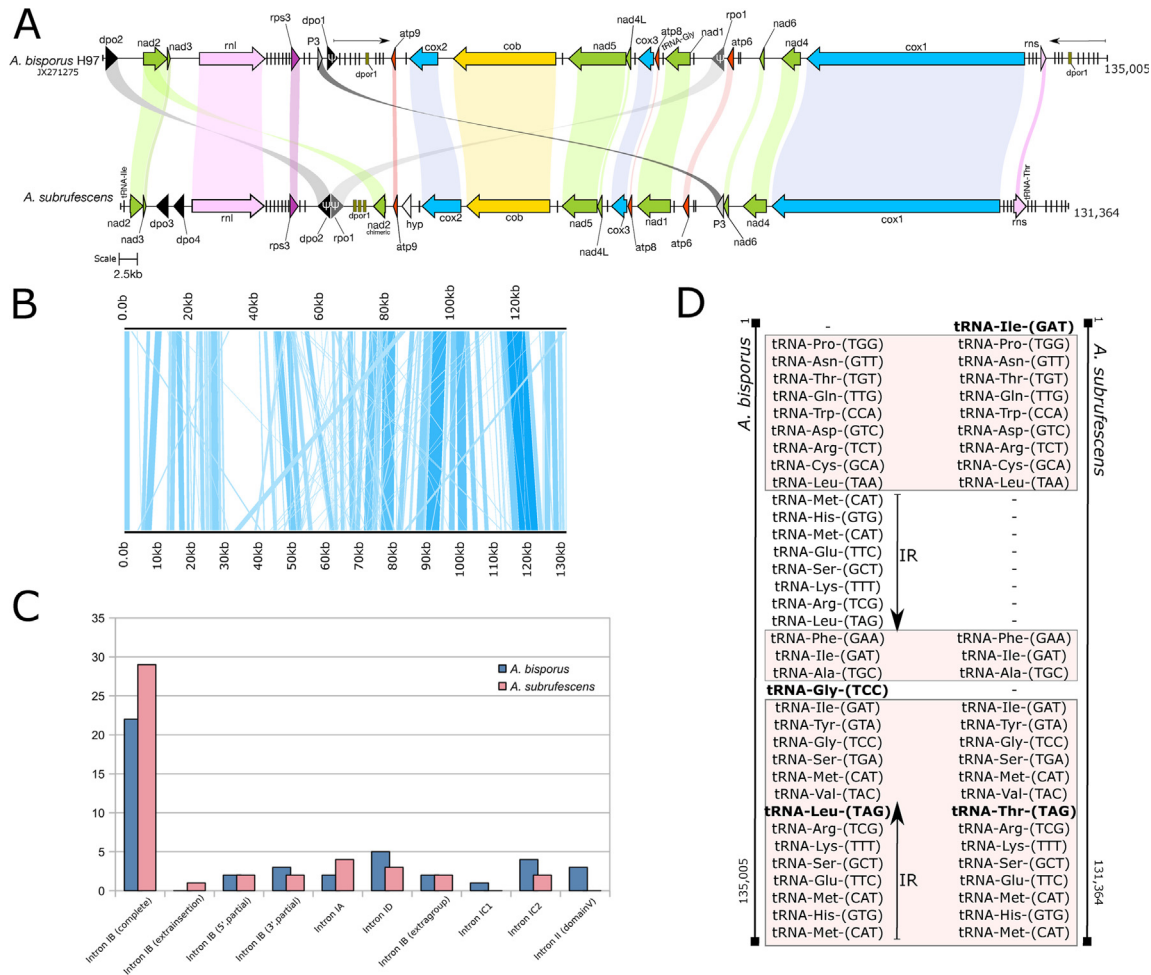 A
dpo2
nad2
nad3
rnl
rps3
P3
dpo1
Ψ
dpor1
atp9
cox2
cob
nad5
nad4L
cox3
atp8
tRNA-Gly
nad1
rpo1
Ψ
atp6
nad6
nad4
cox1
rns
dpor1
A. bisporus H97
JX271275
135,005
A. subrufescens
tRNA-Ile
nad2
nad3
dpo3
dpo4
rnl
rps3
dpo2
ΨΨ
rpo1
dpor1
nad2
chimeric
atp9
hyp
cox2
cob
nad5
nad4L
cox3
atp8
nad1
atp6
P3
nad6
nad4
cox1
tRNA-Thr
rns
131,364
Scale
2.5kb
B
0.0b 20kb 40kb 60kb 80kb 100kb 120kb
0.0b 10kb 20kb 30kb 40kb 50kb 60kb 70kb 80kb 90kb 100kb 110kb 120kb 130kb
C
35
30
25
20
15
10
5
0
A. bisporus
A. subrufescens
Intron IB (complete)
Intron IB (extrainsertion)
Intron IB (5',partial)
Intron IB (3',partial)
Intron IA
Intron ID
Intron IB (extragroup)
Intron IC1
Intron IC2
Intron II (domainV)
D
1
A. bisporus
135,005
1
A. subrufescens
131,364
- tRNA-Ile-(GAT)
tRNA-Pro-(TGG) tRNA-Pro-(TGG)
tRNA-Asn-(GTT) tRNA-Asn-(GTT)
tRNA-Thr-(TGT) tRNA-Thr-(TGT)
tRNA-Gln-(TTG) tRNA-Gln-(TTG)
tRNA-Trp-(CCA) tRNA-Trp-(CCA)
tRNA-Asp-(GTC) tRNA-Asp-(GTC)
tRNA-Arg-(TCT) tRNA-Arg-(TCT)
tRNA-Cys-(GCA) tRNA-Cys-(GCA)
tRNA-Leu-(TAA) tRNA-Leu-(TAA)
tRNA-Met-(CAT) -
tRNA-His-(GTG) -
tRNA-Met-(CAT) -
tRNA-Glu-(TTC) IR -
tRNA-Ser-(GCT) -
tRNA-Lys-(TTT) -
tRNA-Arg-(TCG) -
tRNA-Leu-(TAG) -
tRNA-Phe-(GAA) tRNA-Phe-(GAA)
tRNA-Ile-(GAT) tRNA-Ile-(GAT)
tRNA-Ala-(TGC) tRNA-Ala-(TGC)
tRNA-Gly-(TCC) -
tRNA-Ile-(GAT) tRNA-Ile-(GAT)
tRNA-Tyr-(GTA) tRNA-Tyr-(GTA)
tRNA-Gly-(TCC) tRNA-Gly-(TCC)
tRNA-Ser-(TGA) tRNA-Ser-(TGA)
tRNA-Met-(CAT) tRNA-Met-(CAT)
tRNA-Val-(TAC) tRNA-Val-(TAC)
tRNA-Leu-(TAG) tRNA-Thr-(TAG)
tRNA-Arg-(TCG) tRNA-Arg-(TCG)
tRNA-Lys-(TTT) tRNA-Lys-(TTT)
tRNA-Ser-(GCT) tRNA-Ser-(GCT)
tRNA-Glu-(TTC) IR tRNA-Glu-(TTC)
tRNA-Met-(CAT) tRNA-Met-(CAT)
tRNA-His-(GTG) tRNA-His-(GTG)
tRNA-Met-(CAT) tRNA-Met-(CAT)